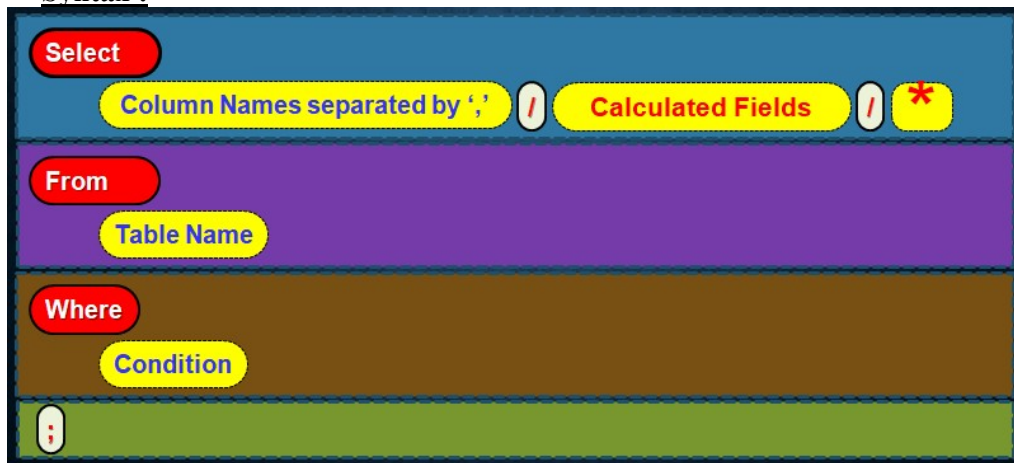 Select
Column Names separated by ‘,’ / Calculated Fields / *
From
Table Name
Where
Condition
;